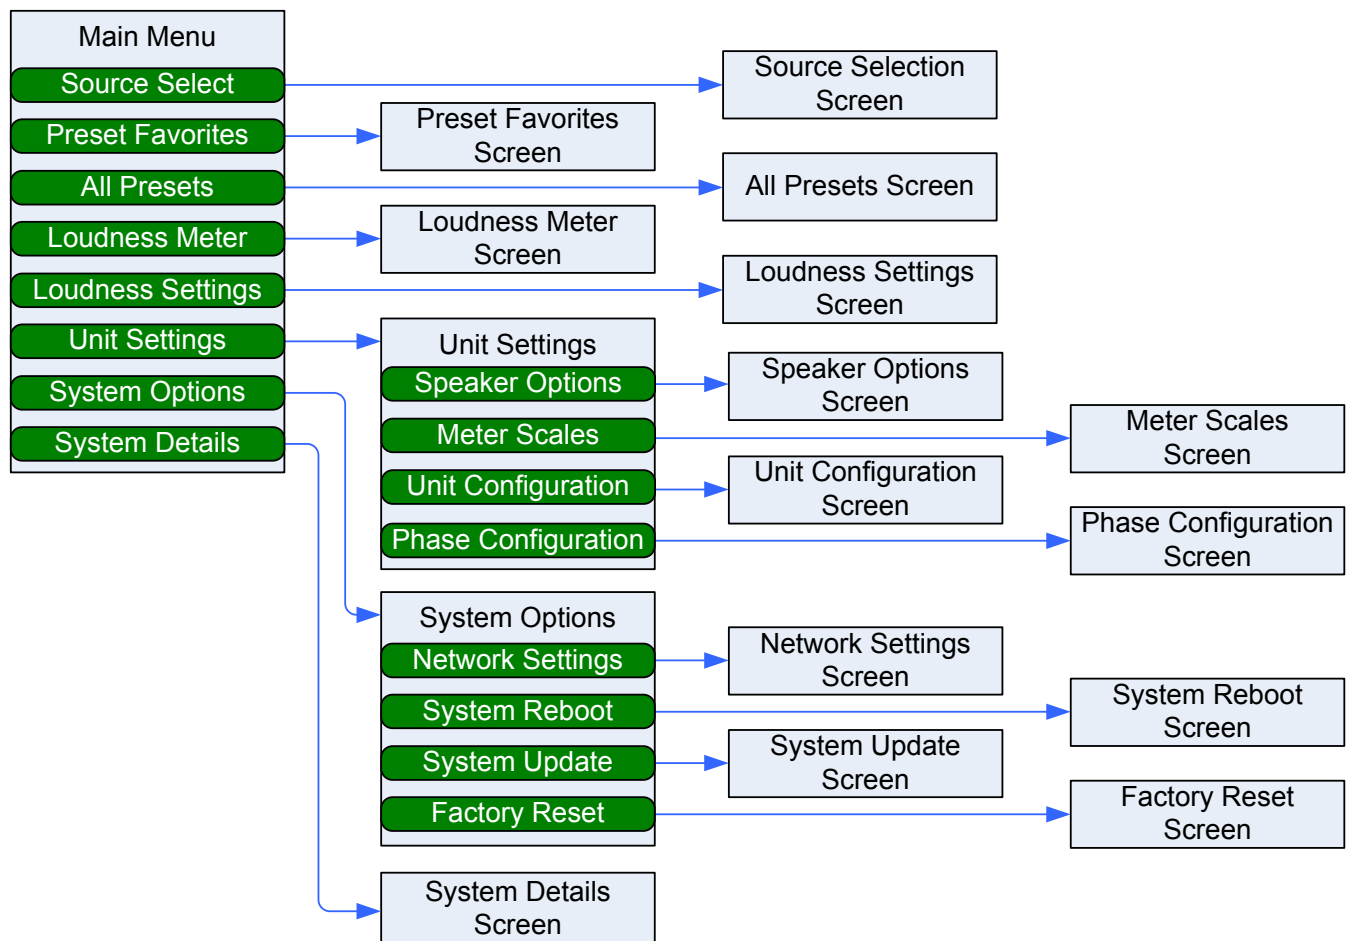 Main Menu
Source Select
Preset Favorites
All Presets
Loudness Meter
Loudness Settings
Unit Settings
System Options
System Details
Source Selection
Screen
Preset Favorites
Screen
All Presets Screen
Loudness Meter
Screen
Loudness Settings
Screen
Unit Settings
Speaker Options
Meter Scales
Unit Configuration
Phase Configuration
Speaker Options
Screen
Meter Scales
Screen
Unit Configuration
Screen
Phase Configuration
Screen
System Options
Network Settings
System Reboot
System Update
Factory Reset
Network Settings
Screen
System Reboot
Screen
System Update
Screen
Factory Reset
Screen
System Details
Screen